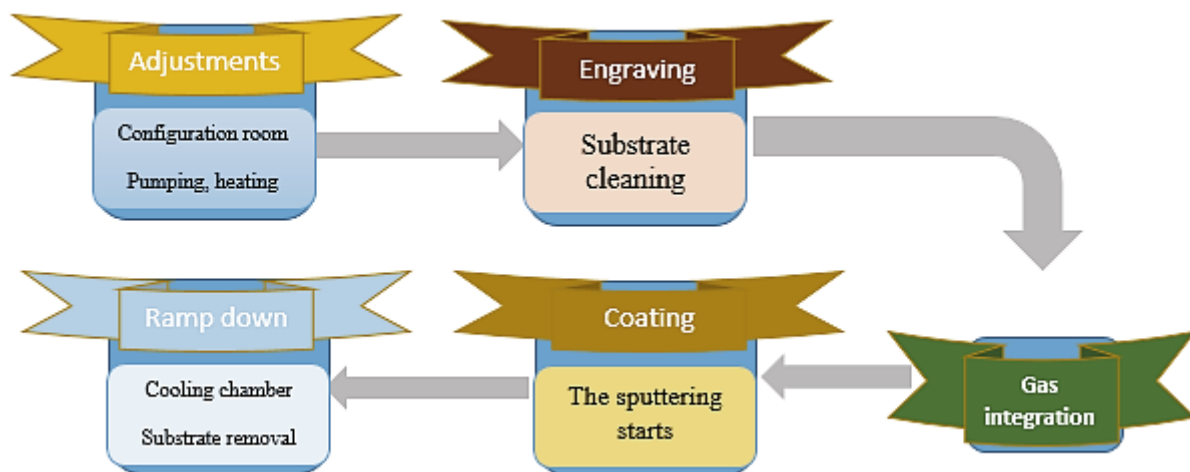 Adjustments
Configuration room
Pumping, heating
Engraving
Substrate
cleaning
Gas
integration
Coating
The sputtering
starts
Ramp down
Cooling chamber
Substrate removal